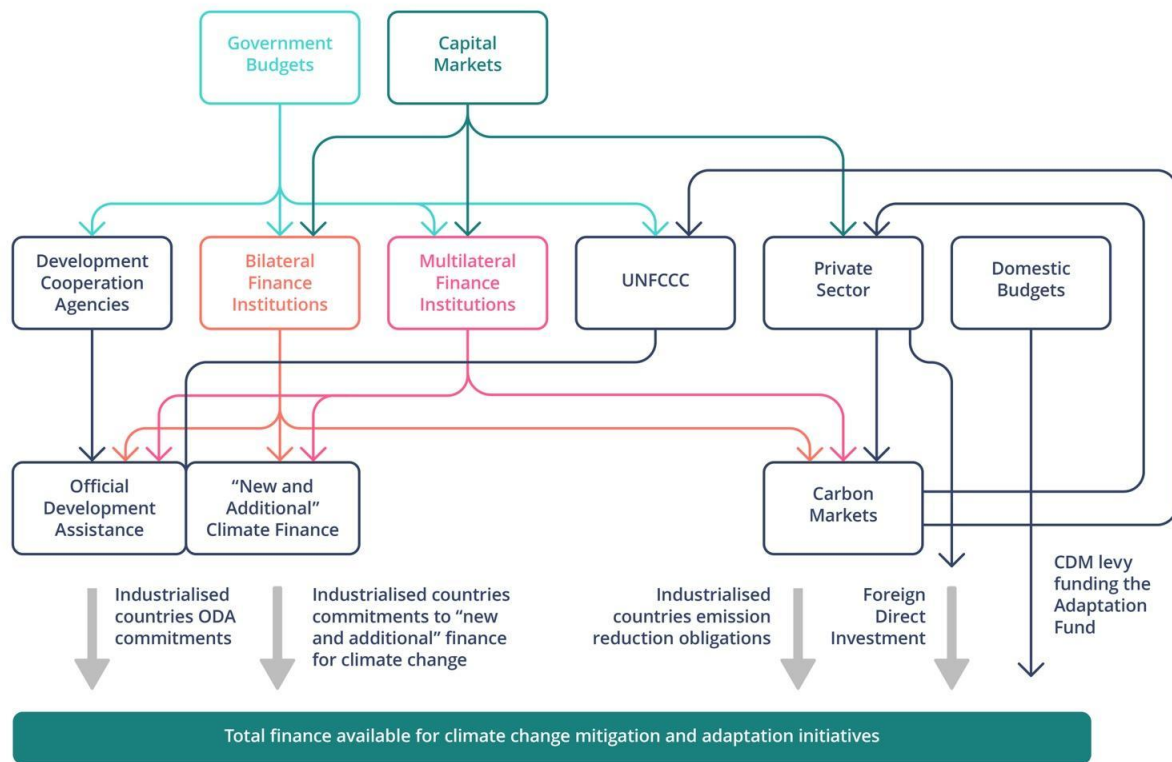 Government
Budgets
Capital
Markets
Development
Cooperation
Agencies
Bilateral
Finance
Institutions
Multilateral
Finance
Institutions
UNFCCC
Private
Sector
Domestic
Budgets
Official
Development
Assistance
“New and
Additional”
Climate Finance
Carbon
Markets
Industrialised
countries ODA
commitments
Industrialised countries
commitments to “new
and additional” finance
for climate change
Industrialised
countries emission
reduction obligations
Foreign
Direct
Investment
CDM levy
funding the
Adaptation
Fund
Total finance available for climate change mitigation and adaptation initiatives